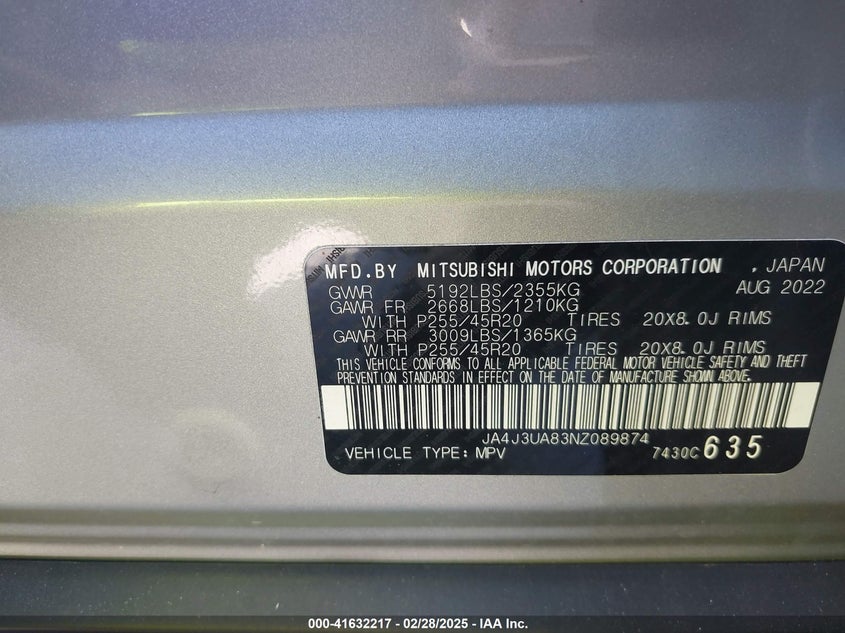 MFD.BY MITSUBISHI MOTORS CORPORATION , JAPAN
GVWR 5192LBS/2355KG AUG 2022
GAWR FR 2668LBS/1210KG
WITH P255/45R20 TIRES 20X8.0J RIMS
GAWR RR 3009LBS/1365KG
WITH P255/45R20 TIRES 20X8.0J RIMS
THIS VEHICLE CONFORMS TO ALL APPLICABLE FEDERAL MOTOR VEHICLE SAFETY AND THEFT
PREVENTION STANDARDS IN EFFECT ON THE DATE OF MANUFACTURE SHOWN ABOVE.
JA4J3UA83NZ089874
VEHICLE TYPE: MPV 7430C 635
000-41632217 - 02/28/2025 - IAA Inc.